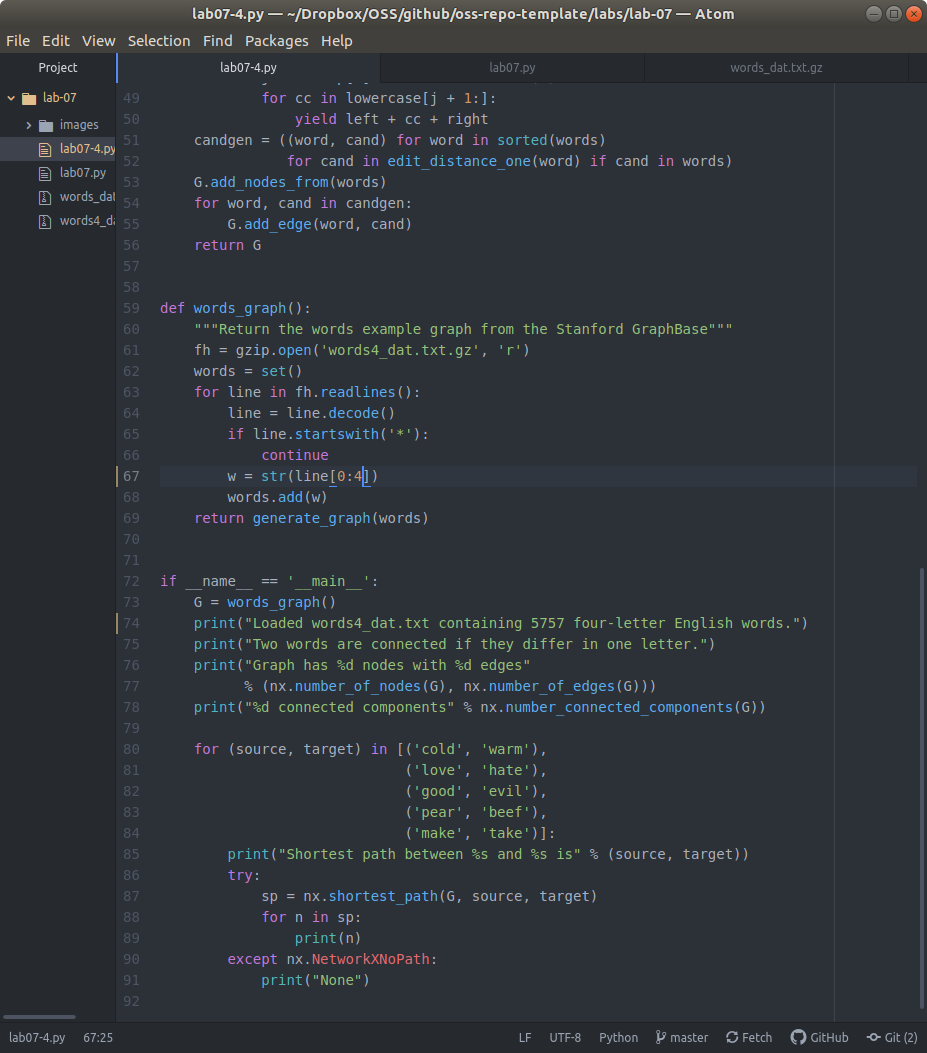 lab07-4.py — ~/Dropbox/OSS/github/oss-repo-template/labs/lab-07 — Atom
File Edit View Selection Find Packages Help
Project
lab07-4.py
lab07.py
words_dat.txt.gz
lab-07
images
lab07-4.py
lab07.py
words_dat
words4_da
49 for cc in lowercase[j + 1:]:
50 yield left + cc + right
51 candgen = ((word, cand) for word in sorted(words)
52 for cand in edit_distance_one(word) if cand in words)
53 G.add_nodes_from(words)
54 for word, cand in candgen:
55 G.add_edge(word, cand)
56 return G
57
58
59 def words_graph():
60 """Return the words example graph from the Stanford GraphBase"""
61 fh = gzip.open('words4_dat.txt.gz', 'r')
62 words = set()
63 for line in fh.readlines():
64 line = line.decode()
65 if line.startswith('*'):
66 continue
67 w = str(line[0:4])
68 words.add(w)
69 return generate_graph(words)
70
71
72 if __name__ == '__main__':
73 G = words_graph()
74 print("Loaded words4_dat.txt containing 5757 four-letter English words.")
75 print("Two words are connected if they differ in one letter.")
76 print("Graph has %d nodes with %d edges"
77 % (nx.number_of_nodes(G), nx.number_of_edges(G)))
78 print("%d connected components" % nx.number_connected_components(G))
79
80 for (source, target) in [('cold', 'warm'),
81 ('love', 'hate'),
82 ('good', 'evil'),
83 ('pear', 'beef'),
84 ('make', 'take')]:
85 print("Shortest path between %s and %s is" % (source, target))
86 try:
87 sp = nx.shortest_path(G, source, target)
88 for n in sp:
89 print(n)
90 except nx.NetworkXNoPath:
91 print("None")
92
lab07-4.py 67:25 LF UTF-8 Python master Fetch GitHub Git (2)